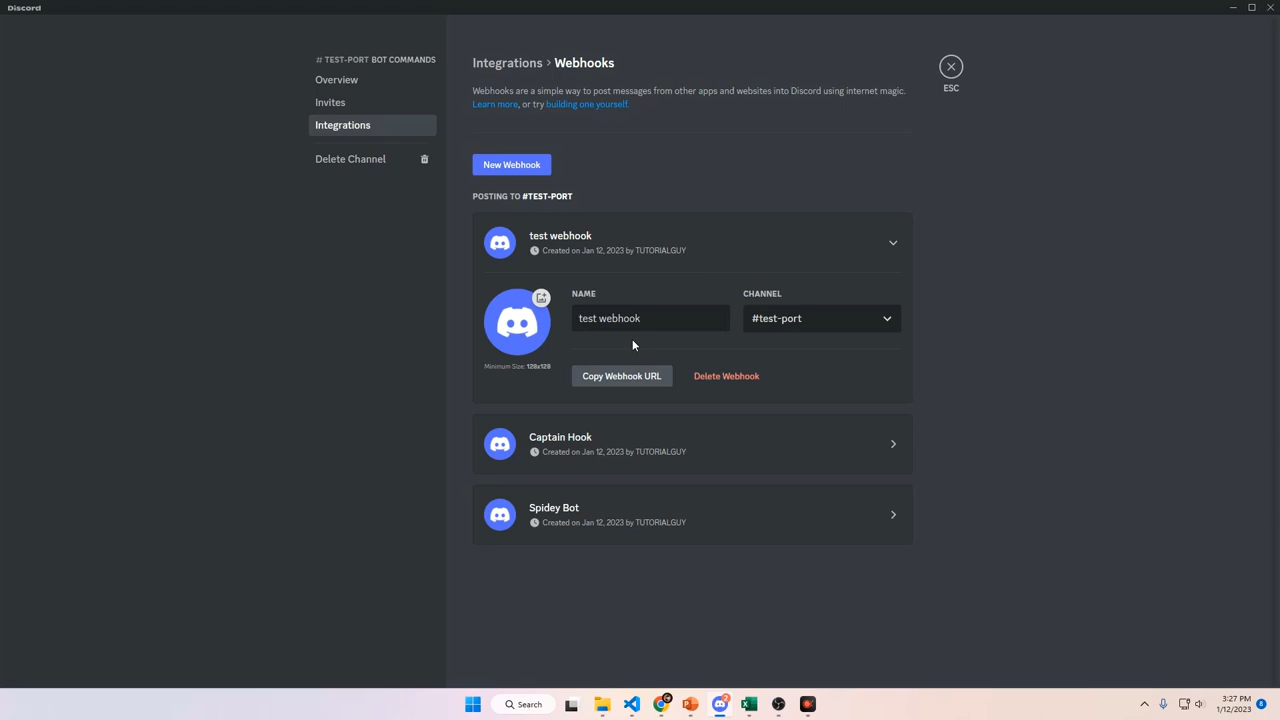 Discord
# TEST-PORT BOT COMMANDS
Overview
Invites
Integrations
Delete Channel
Integrations > Webhooks
Webhooks are a simple way to post messages from other apps and websites into Discord using internet magic.
Learn more, or try building one yourself.
ESC
New Webhook
POSTING TO #TEST-PORT
test webhook
Created on Jan 12, 2023 by TUTORIALGUY
NAME
CHANNEL
test webhook
#test-port
Minimum Size: 128x128
Copy Webhook URL
Delete Webhook
Captain Hook
Created on Jan 12, 2023 by TUTORIALGUY
Spidey Bot
Created on Jan 12, 2023 by TUTORIALGUY
Search
3:27 PM
1/12/2023